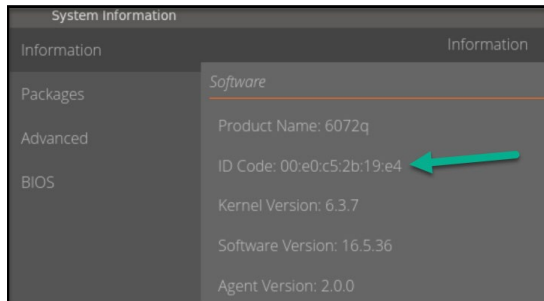 System Information
Information
Information
Packages
Advanced
BIOS
Software
Product Name: 6072q
ID Code: 00:e0:c5:2b:19:e4
Kernel Version: 6.3.7
Software Version: 16.5.36
Agent Version: 2.0.0